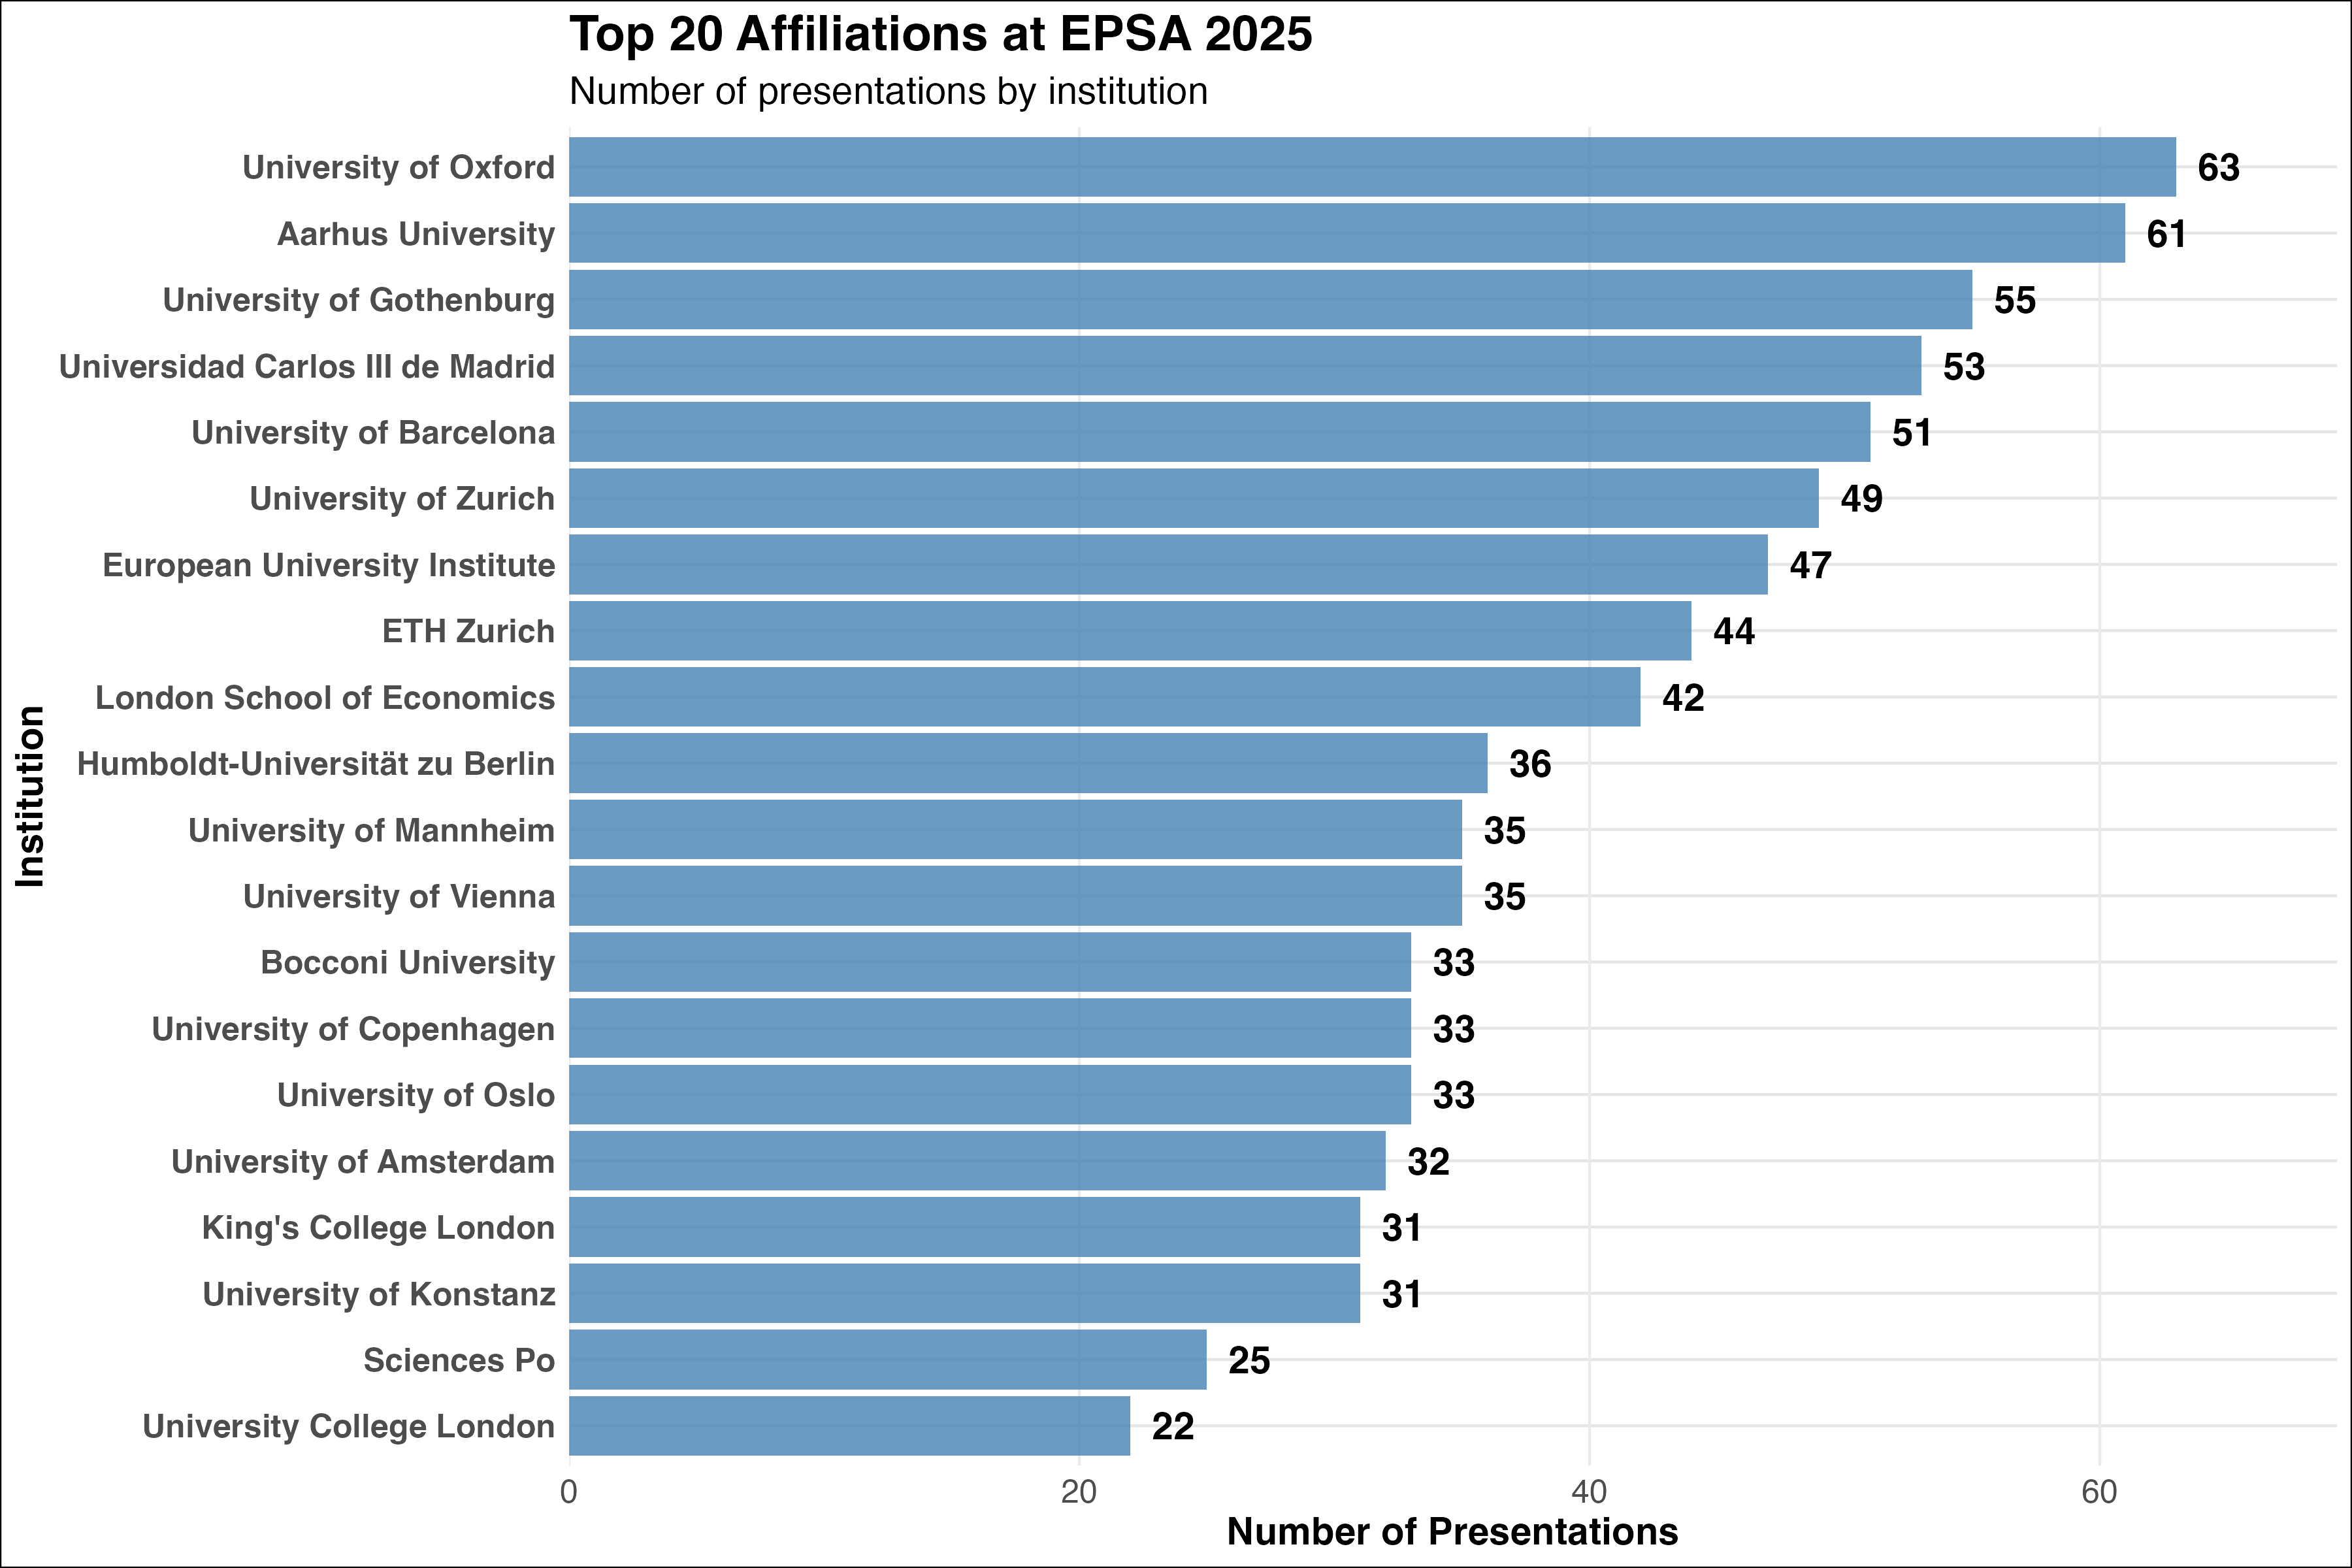 Top 20 Affiliations at EPSA 2025
Number of presentations by institution
Institution
University of Oxford 63
Aarhus University 61
University of Gothenburg 55
Universidad Carlos III de Madrid 53
University of Barcelona 51
University of Zurich 49
European University Institute 47
ETH Zurich 44
London School of Economics 42
Humboldt-Universität zu Berlin 36
University of Mannheim 35
University of Vienna 35
Bocconi University 33
University of Copenhagen 33
University of Oslo 33
University of Amsterdam 32
King's College London 31
University of Konstanz 31
Sciences Po 25
University College London 22
0 20 40 60
Number of Presentations